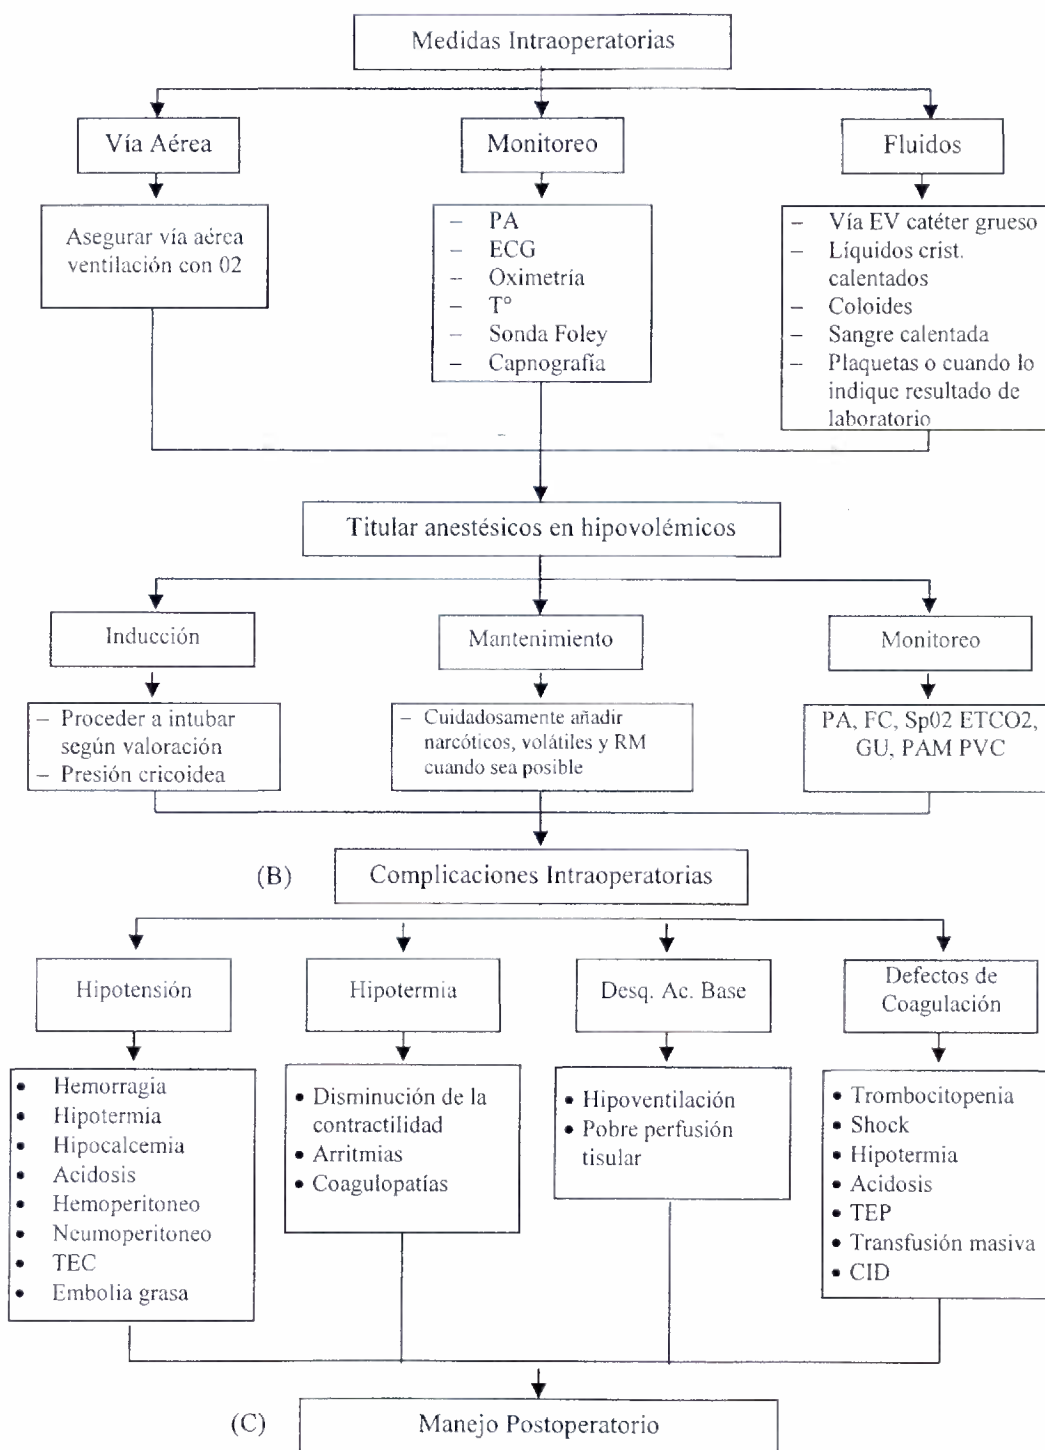 Medidas Intraoperatorias
Vía Aérea
Monitoreo
Fluidos
Asegurar vía aérea
ventilación con 02
– PA
– ECG
– Oximetría
– T°
– Sonda Foley
– Capnografía
– Vía EV catéter grueso
– Líquidos crist.
calentados
– Coloides
– Sangre calentada
– Plaquetas o cuando lo
indique resultado de
laboratorio
Titular anestésicos en hipovolémicos
Inducción
Mantenimiento
Monitoreo
– Proceder a intubar
según valoración
– Presión cricoidea
– Cuidadosamente añadir
narcóticos, volátiles y RM
cuando sea posible
PA, FC, Sp02 ETCO2,
GU, PAM PVC
(B) Complicaciones Intraoperatorias
Hipotensión
Hipotermia
Desq. Ac. Base
Defectos de
Coagulación
• Hemorragia
• Hipotermia
• Hipocalcemia
• Acidosis
• Hemoperitoneo
• Neumoperitoneo
• TEC
• Embolia grasa
• Disminución de la
contractilidad
• Arritmias
• Coagulopatías
• Hipoventilación
• Pobre perfusión
tisular
• Trombocitopenia
• Shock
• Hipotermia
• Acidosis
• TEP
• Transfusión masiva
• CID
(C) Manejo Postoperatorio